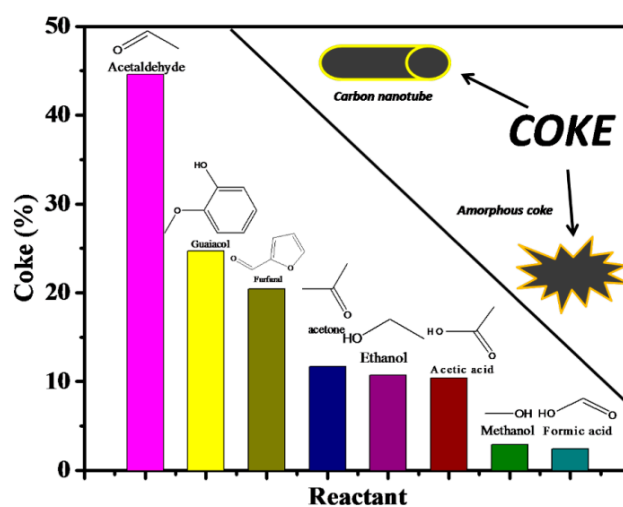 50
40
30
20
10
0
Coke (%)
Reactant
O
Acetaldehyde
HO
O
Guaiacol
O
O
Furfural
O
acetone
HO
Ethanol
HO
O
Acetic acid
OH
Methanol
HO
O
Formic acid
Carbon nanotube
COKE
Amorphous coke